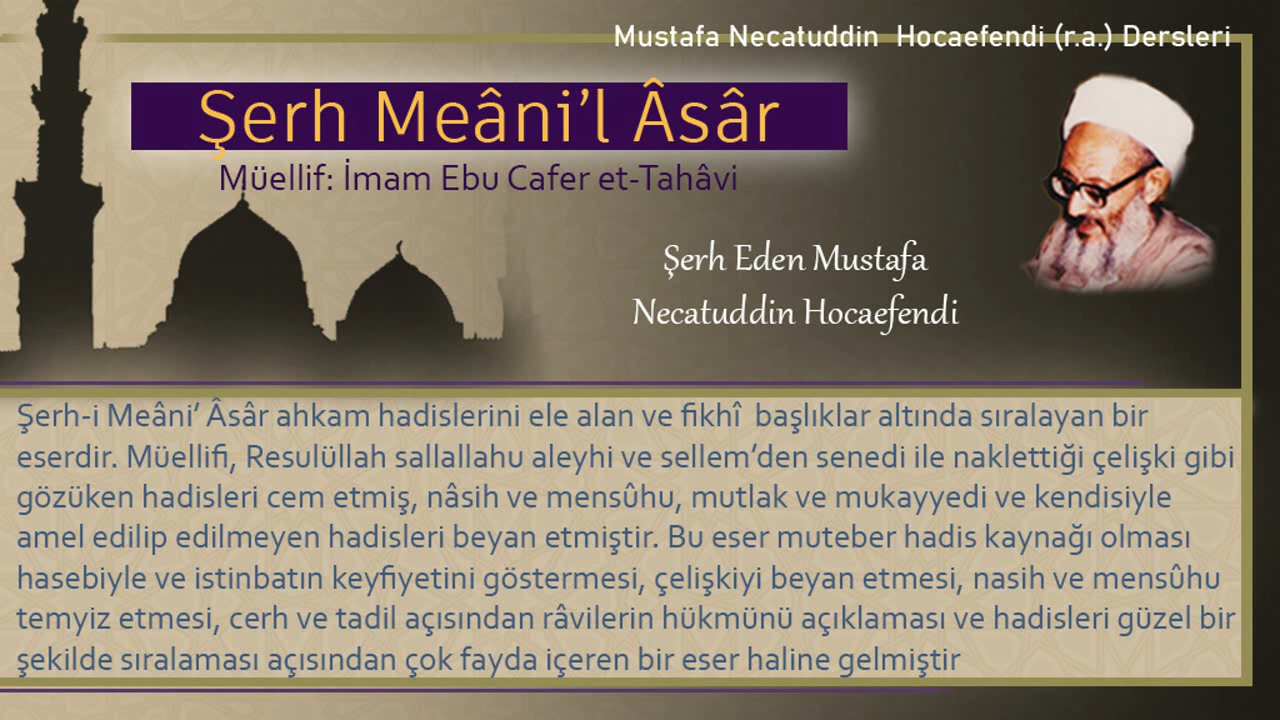 Mustafa Necatuddin Hocaefendi (r.a.) Dersleri
Şerh Meâni’l Âsâr
Müellif: İmam Ebu Cafer et-Tahâvi
Şerh Eden Mustafa
Necatuddin Hocaefendi
Şerh-i Meâni’ Âsâr ahkam hadislerini ele alan ve fikhî başlıklar altında sıralayan bir
eserdir. Müellifi, Resulüllah sallallahu aleyhi ve sellem’den senedi ile naklettiği çelişki gibi
gözüken hadisleri cem etmiş, nâsih ve mensûhu, mutlak ve mukayyedi ve kendisiyle
amel edilip edilmeyen hadisleri beyan etmiştir. Bu eser muteber hadis kaynağı olması
hasebiyle ve istinbatın keyfiyetini göstermesi, çelişkiyi beyan etmesi, nasih ve mensûhu
temyiz etmesi, cerh ve tadil açısından râvilerin hükmünü açıklaması ve hadisleri güzel bir
şekilde sıralaması açısından çok fayda içeren bir eser haline gelmiştir